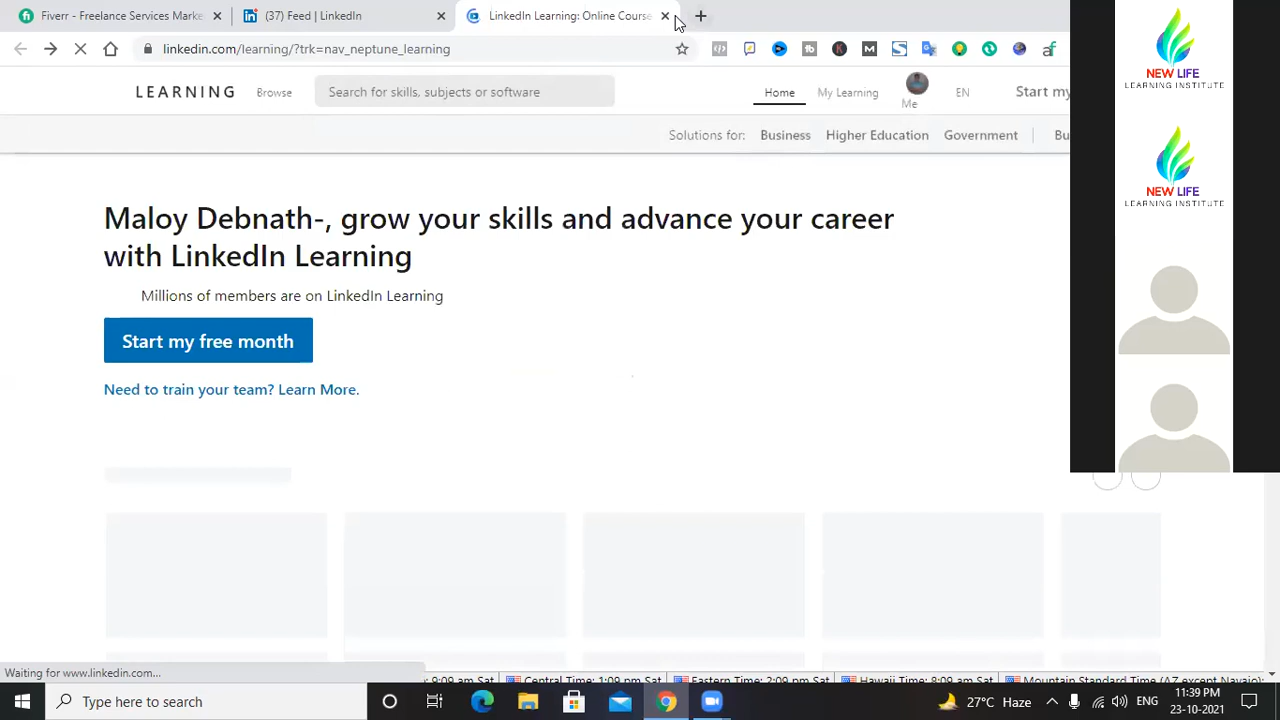 Fiverr - Freelance Services Marke
(37) Feed | LinkedIn
LinkedIn Learning: Online Course
linkedin.com/learning/?trk=nav_neptune_learning
LEARNING
Browse
Search for skills, subjects or software
Home
My Learning
Me
EN
Start my
Solutions for:
Business
Higher Education
Government
Bu
Maloy Debnath-, grow your skills and advance your career
with LinkedIn Learning
Millions of members are on LinkedIn Learning
Start my free month
Need to train your team? Learn More.
NEW LIFE
LEARNING INSTITUTE
NEW LIFE
LEARNING INSTITUTE
Waiting for www.linkedin.com...
9:09 am Sat
Central Time: 1:09 pm Sat
Eastern Time: 2:09 pm Sat
Hawaii Time: 8:09 am Sat
Mountain Standard Time (AZ except Navajo)
Type here to search
27°C Haze
ENG
11:39 PM
23-10-2021